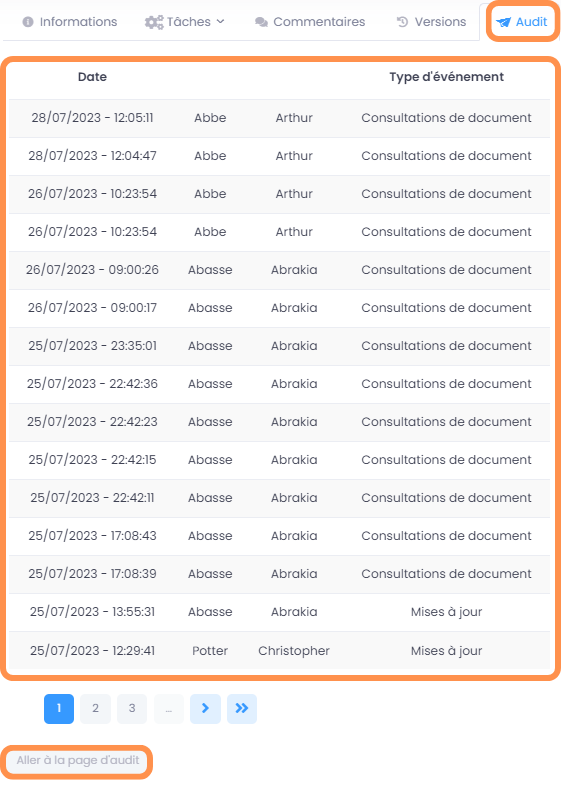 Informations Tâches Commentaires Versions Audit
Date Type d'événement
28/07/2023 - 12:05:11 Abbe Arthur Consultations de document
28/07/2023 - 12:04:47 Abbe Arthur Consultations de document
26/07/2023 - 10:23:54 Abbe Arthur Consultations de document
26/07/2023 - 10:23:54 Abbe Arthur Consultations de document
26/07/2023 - 09:00:26 Abasse Abrakia Consultations de document
26/07/2023 - 09:00:17 Abasse Abrakia Consultations de document
25/07/2023 - 23:35:01 Abasse Abrakia Consultations de document
25/07/2023 - 22:42:36 Abasse Abrakia Consultations de document
25/07/2023 - 22:42:23 Abasse Abrakia Consultations de document
25/07/2023 - 22:42:15 Abasse Abrakia Consultations de document
25/07/2023 - 22:42:11 Abasse Abrakia Consultations de document
25/07/2023 - 17:08:43 Abasse Abrakia Consultations de document
25/07/2023 - 17:08:39 Abasse Abrakia Consultations de document
25/07/2023 - 13:55:31 Abasse Abrakia Mises à jour
25/07/2023 - 12:29:41 Potter Christopher Mises à jour
1 2 3 ...
Aller à la page d'audit